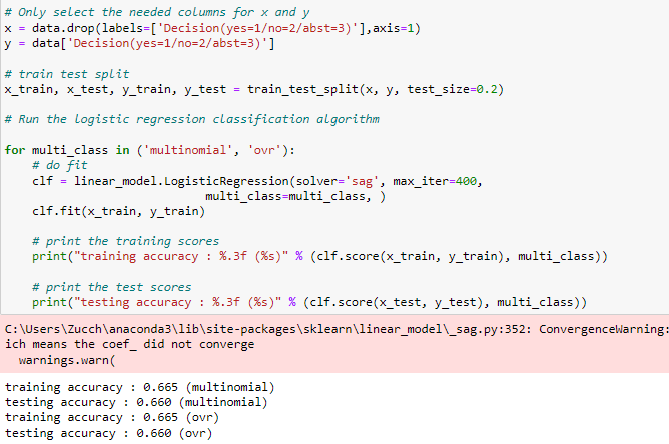 # Only select the needed columns for x and y
x = data.drop(labels=['Decision(yes=1/no=2/abst=3)'],axis=1)
y = data['Decision(yes=1/no=2/abst=3)']
# train test split
x_train, x_test, y_train, y_test = train_test_split(x, y, test_size=0.2)
# Run the logistic regression classification algorithm
for multi_class in ('multinomial', 'ovr'):
# do fit
clf = linear_model.LogisticRegression(solver='sag', max_iter=400,
multi_class=multi_class, )
clf.fit(x_train, y_train)
# print the training scores
print("training accuracy : %.3f (%s)" % (clf.score(x_train, y_train), multi_class))
# print the test scores
print("testing accuracy : %.3f (%s)" % (clf.score(x_test, y_test), multi_class))
C:\Users\Zucch\anaconda3\lib\site-packages\sklearn\linear_model\_sag.py:352: ConvergenceWarning:
ich means the coef_ did not converge
warnings.warn(
training accuracy : 0.665 (multinomial)
testing accuracy : 0.660 (multinomial)
training accuracy : 0.665 (ovr)
testing accuracy : 0.660 (ovr)